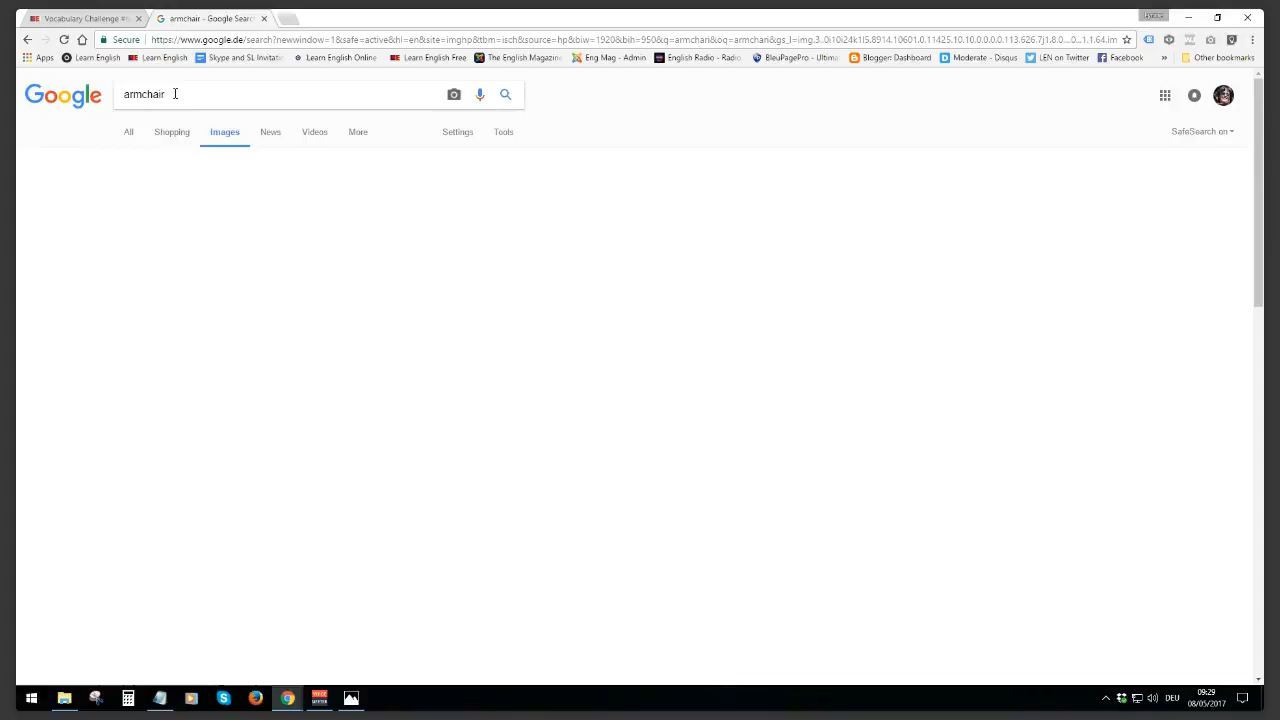 Vocabulary Challenge #
armchair - Google Search
Secure
https://www.google.de/search?newwindow=1&safe=active&hl=en&site=imghp&tbm=isch&source=hp&biw=1920&bih=950&q=armchari&oq=armchari&gs_l=img.3..0i10i24k1l5.8914.10601.0.11425.10.10.0.0.0.0.113.626.7j1.8.0....0...1.1.64.im
Apps
Learn English
Learn English
Skype SL Invitatio
Learn English Online
Learn English Free
The English Magazine
Eng Mag - Admin
English Radio - Radio
BleuPagePro - Ultima
Blogger: Dashboard
Moderate - Disqus
LEN on Twitter
Facebook
»
Other bookmarks
Google
armchair
All
Shopping
Images
News
Videos
More
Settings
Tools
SafeSearch on
DEU
09:29
08/05/2017